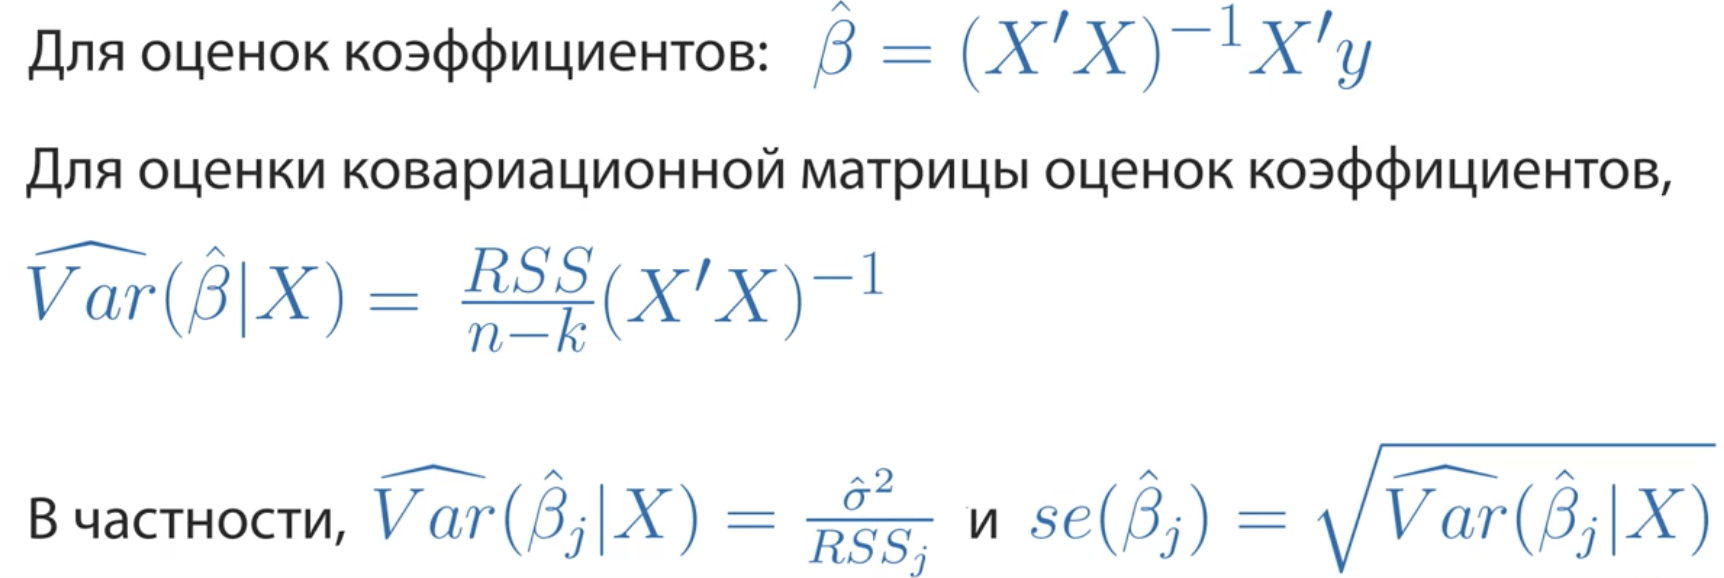 Для оценок коэффициентов: $\hat{\beta} = (X'X)^{-1}X'y$
Для оценки ковариационной матрицы оценок коэффициентов,
$\widehat{Var}(\hat{\beta}|X) = \frac{RSS}{n-k}(X'X)^{-1}$
В частности, $\widehat{Var}(\hat{\beta}_j|X) = \frac{\hat{\sigma}^2}{RSS_j}$ и $se(\hat{\beta}_j) = \sqrt{\widehat{Var}(\hat{\beta}_j|X)}$